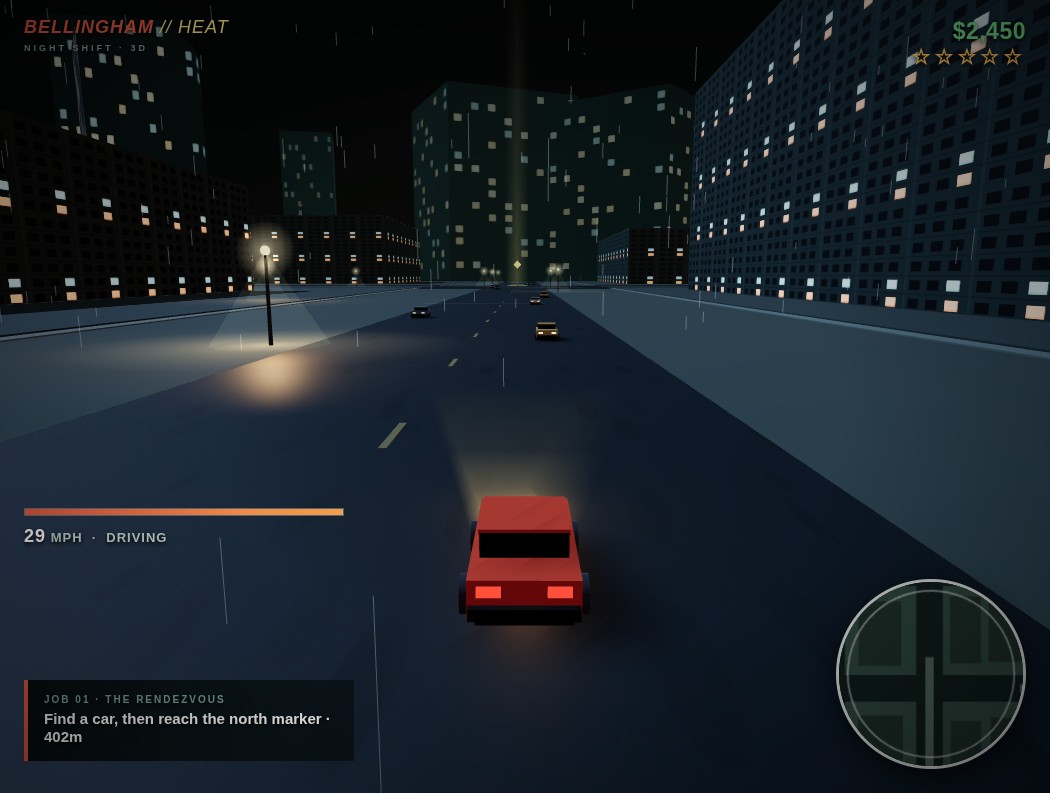 BELLINGHAM // HEAT
NIGHT SHIFT · 3D
$2,450
☆☆☆☆☆
29 MPH · DRIVING
JOB 01 · THE RENDEZVOUS
Find a car, then reach the north marker ·
402m